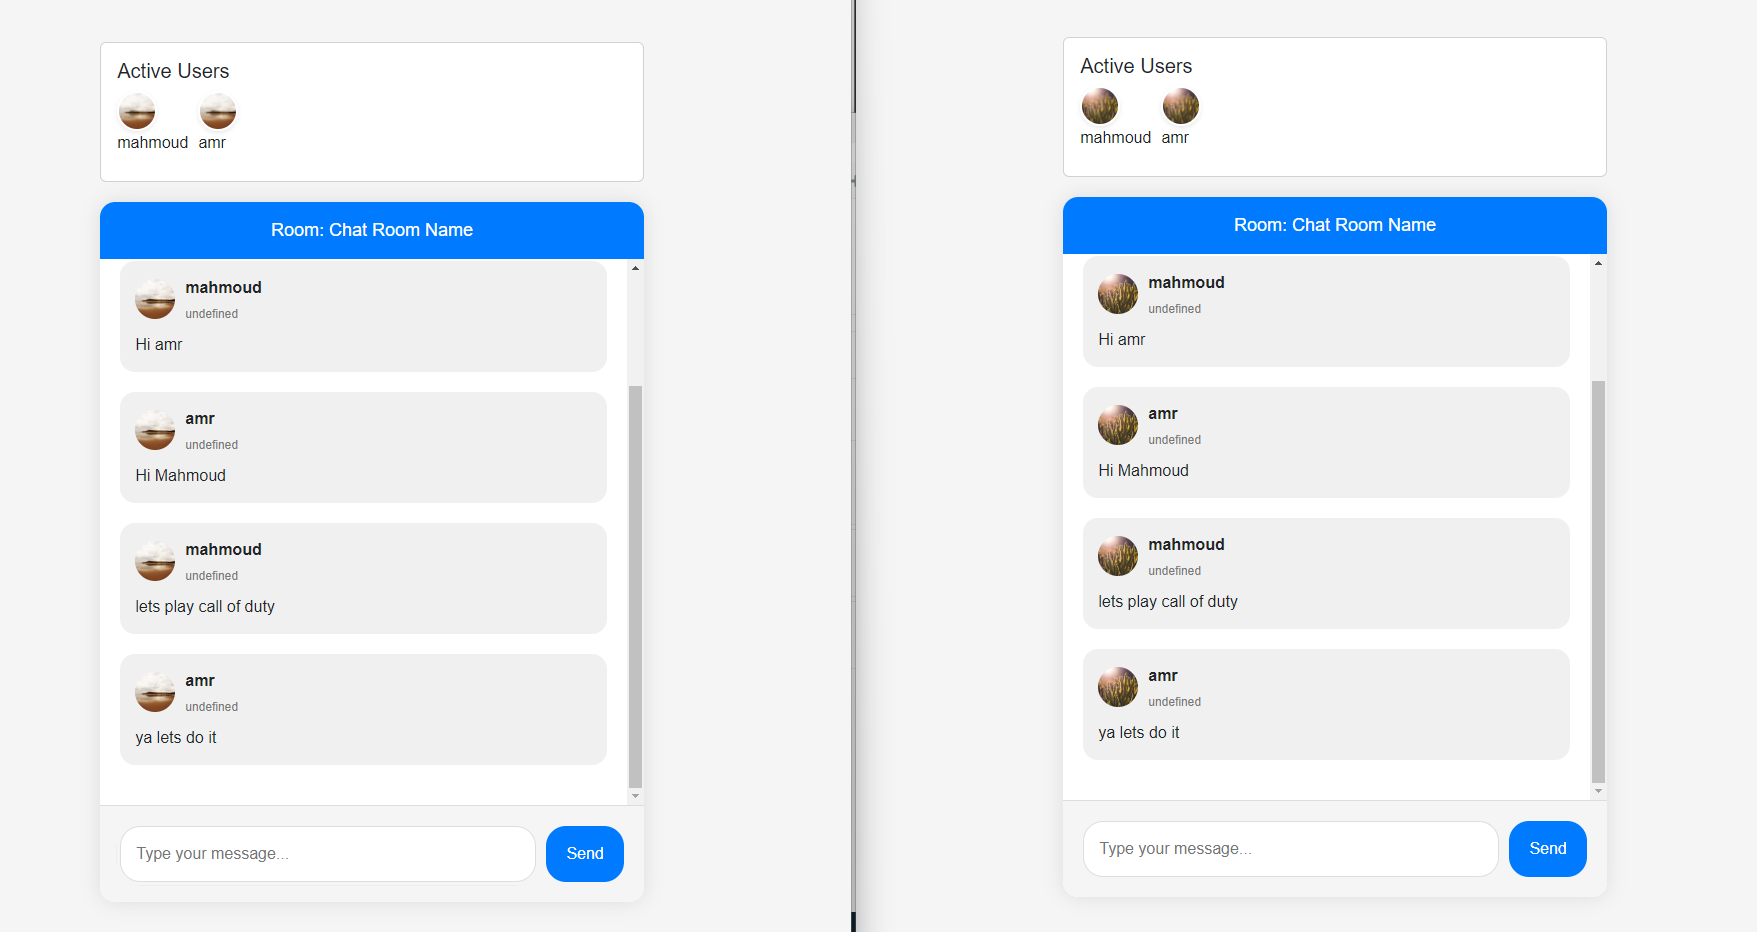 Active Users
mahmoud amr
Room: Chat Room Name
mahmoud
undefined
Hi amr
amr
undefined
Hi Mahmoud
mahmoud
undefined
lets play call of duty
amr
undefined
ya lets do it
Type your message... Send
Active Users
mahmoud amr
Room: Chat Room Name
mahmoud
undefined
Hi amr
amr
undefined
Hi Mahmoud
mahmoud
undefined
lets play call of duty
amr
undefined
ya lets do it
Type your message... Send